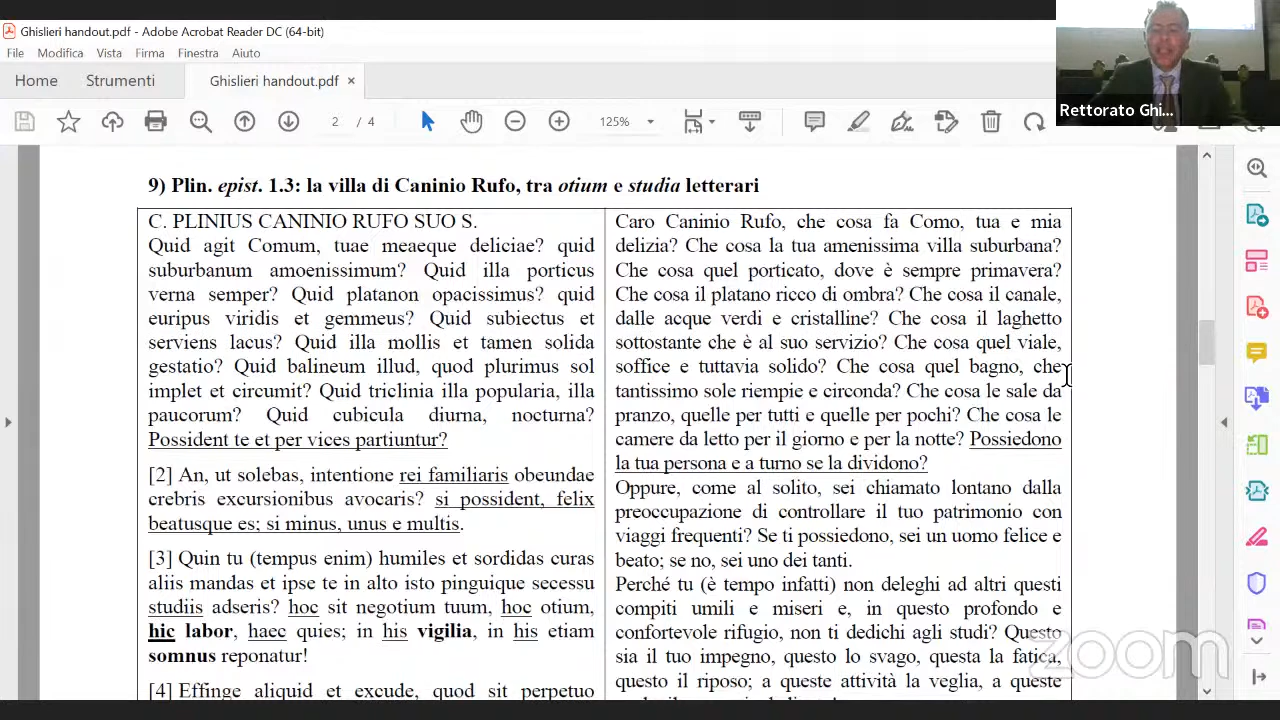 Ghislieri handout.pdf - Adobe Acrobat Reader DC (64-bit)
File Modifica Vista Firma Finestra Aiuto
Home Strumenti Ghislieri handout.pdf ×
2 / 4 125%
Rettorato Ghi...
9) Plin. epist. 1.3: la villa di Caninio Rufo, tra otium e studia letterari
C. PLINIUS CANINIO RUFO SUO S.
Quid agit Comum, tuae meaeque deliciae? quid
suburbanum amoenissimum? Quid illa porticus
verna semper? Quid platanon opacissimus? quid
euripus viridis et gemmeus? Quid subiectus et
serviens lacus? Quid illa mollis et tamen solida
gestatio? Quid balineum illud, quod plurimus sol
implet et circumit? Quid triclinia illa popularia, illa
paucorum? Quid cubicula diurna, nocturna?
Possident te et per vices partiuntur?
[2] An, ut solebas, intentione rei familiaris obeundae
crebris excursionibus avocaris? si possident, felix
beatusque es; si minus, unus e multis.
[3] Quin tu (tempus enim) humiles et sordidas curas
aliis mandas et ipse te in alto isto pinguique secessu
studiis adseris? hoc sit negotium tuum, hoc otium,
hic labor, haec quies; in his vigilia, in his etiam
somnus reponatur!
[4] Effinge aliquid et excude, quod sit perpetuo
Caro Caninio Rufo, che cosa fa Como, tua e mia
delizia? Che cosa la tua amenissima villa suburbana?
Che cosa quel porticato, dove è sempre primavera?
Che cosa il platano ricco di ombra? Che cosa il canale,
dalle acque verdi e cristalline? Che cosa il laghetto
sottostante che è al suo servizio? Che cosa quel viale,
soffice e tuttavia solido? Che cosa quel bagno, che
tantissimo sole riempie e circonda? Che cosa le sale da
pranzo, quelle per tutti e quelle per pochi? Che cosa le
camere da letto per il giorno e per la notte? Possiedono
la tua persona e a turno se la dividono?
Oppure, come al solito, sei chiamato lontano dalla
preoccupazione di controllare il tuo patrimonio con
viaggi frequenti? Se ti possiedono, sei un uomo felice e
beato; se no, sei uno dei tanti.
Perché tu (è tempo infatti) non deleghi ad altri questi
compiti umili e miseri e, in questo profondo e
confortevole rifugio, non ti dedichi agli studi? Questo
sia il tuo impegno, questo lo svago, questa la fatica,
questo il riposo; a queste attività la veglia, a queste
zoom